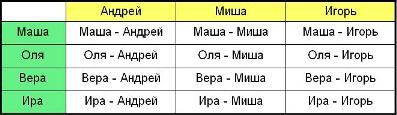 Андрей Миша Игорь
Маша Маша - Андрей Маша - Миша Маша - Игорь
Оля Оля - Андрей Оля - Миша Оля - Игорь
Вера Вера - Андрей Вера - Миша Вера - Игорь
Ира Ира - Андрей Ира - Миша Ира - Игорь